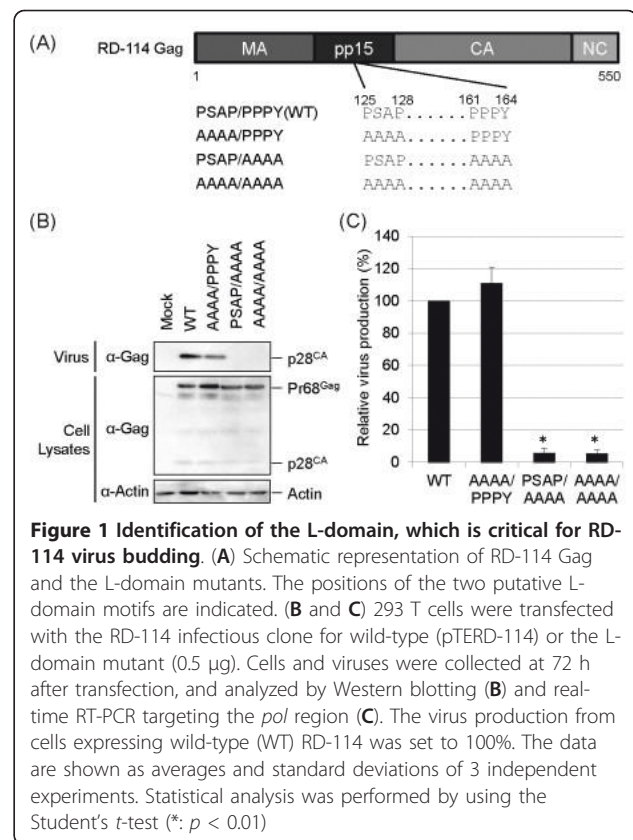 (A)
RD-114 Gag
MA
pp15
CA
NC
1
550
125 128 161 164
PSAP/PPPY(WT) PSAP......PPPY
AAAA/PPPY AAAA......PPPY
PSAP/AAAA PSAP......AAAA
AAAA/AAAA AAAA......AAAA
(B)
Mock
WT
AAAA/PPPY
PSAP/AAAA
AAAA/AAAA
Virus
α-Gag
p28CA
Cell
Lysates
α-Gag
Pr68Gag
p28CA
α-Actin
Actin
(C)
Relative virus production (%)
140
120
100
80
60
40
20
0
* *
WT
AAAA/
PPPY
PSAP/
AAAA
AAAA/
AAAA
Figure 1 Identification of the L-domain, which is critical for RD-
114 virus budding. (A) Schematic representation of RD-114 Gag
and the L-domain mutants. The positions of the two putative L-
domain motifs are indicated. (B and C) 293 T cells were transfected
with the RD-114 infectious clone for wild-type (pTERD-114) or the L-
domain mutant (0.5 μg). Cells and viruses were collected at 72 h
after transfection, and analyzed by Western blotting (B) and real-
time RT-PCR targeting the pol region (C). The virus production from
cells expressing wild-type (WT) RD-114 was set to 100%. The data
are shown as averages and standard deviations of 3 independent
experiments. Statistical analysis was performed by using the
Student's t-test (*: p < 0.01)